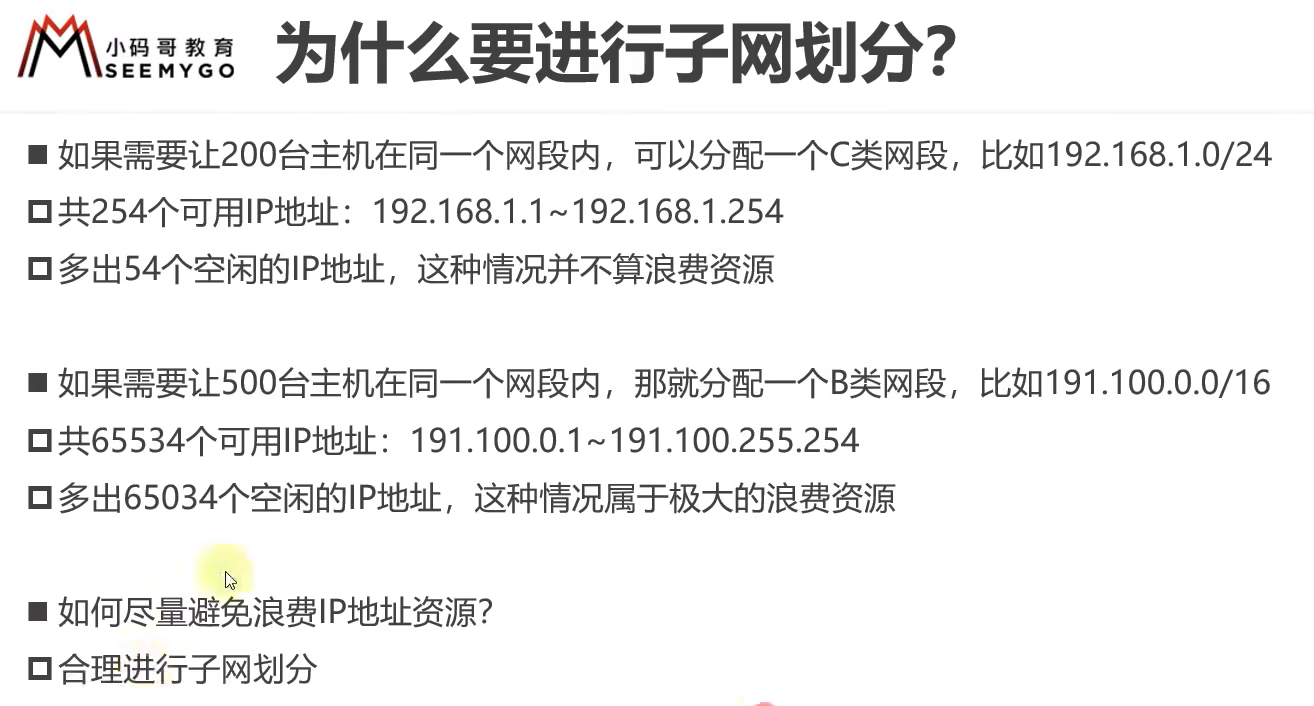 小码哥教育
SEEMYGO
为什么要进行子网划分?
如果需要让200台主机在同一个网段内，可以分配一个C类网段，比如192.168.1.0/24
共254个可用IP地址：192.168.1.1~192.168.1.254
多出54个空闲的IP地址，这种情况并不算浪费资源
如果需要让500台主机在同一个网段内，那就分配一个B类网段，比如191.100.0.0/16
共65534个可用IP地址：191.100.0.1~191.100.255.254
多出65034个空闲的IP地址，这种情况属于极大的浪费资源
如何尽量避免浪费IP地址资源?
合理进行子网划分